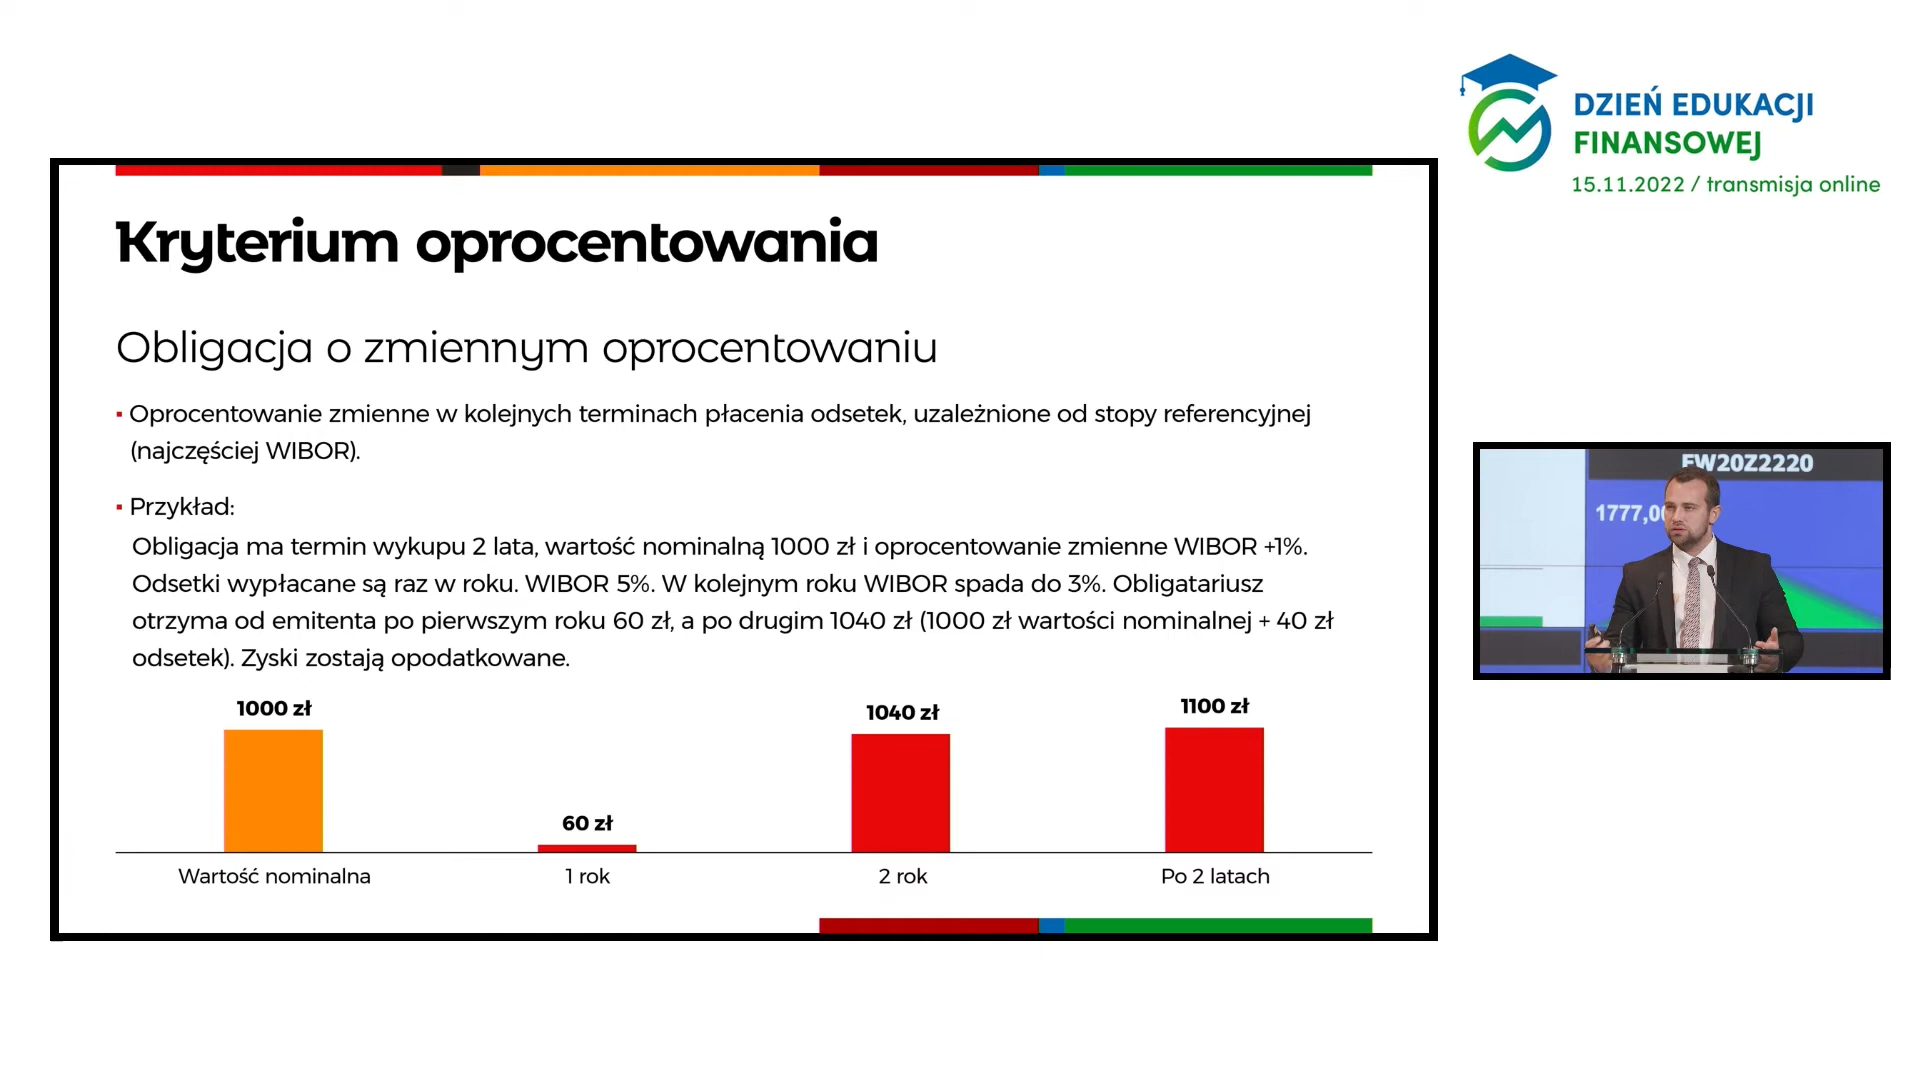 DZIEŃ EDUKACJI
FINANSOWEJ
15.11.2022 / transmisja online
Kryterium oprocentowania
Obligacja o zmiennym oprocentowaniu
▪ Oprocentowanie zmienne w kolejnych terminach płacenia odsetek, uzależnione od stopy referencyjnej
(najczęściej WIBOR).
▪ Przykład:
Obligacja ma termin wykupu 2 lata, wartość nominalną 1000 zł i oprocentowanie zmienne WIBOR +1%.
Odsetki wypłacane są raz w roku. WIBOR 5%. W kolejnym roku WIBOR spada do 3%. Obligatariusz
otrzyma od emitenta po pierwszym roku 60 zł, a po drugim 1040 zł (1000 zł wartości nominalnej + 40 zł
odsetek). Zyski zostają opodatkowane.
1000 zł
60 zł
1040 zł
1100 zł
Wartość nominalna
1 rok
2 rok
Po 2 latach
FW20Z2220